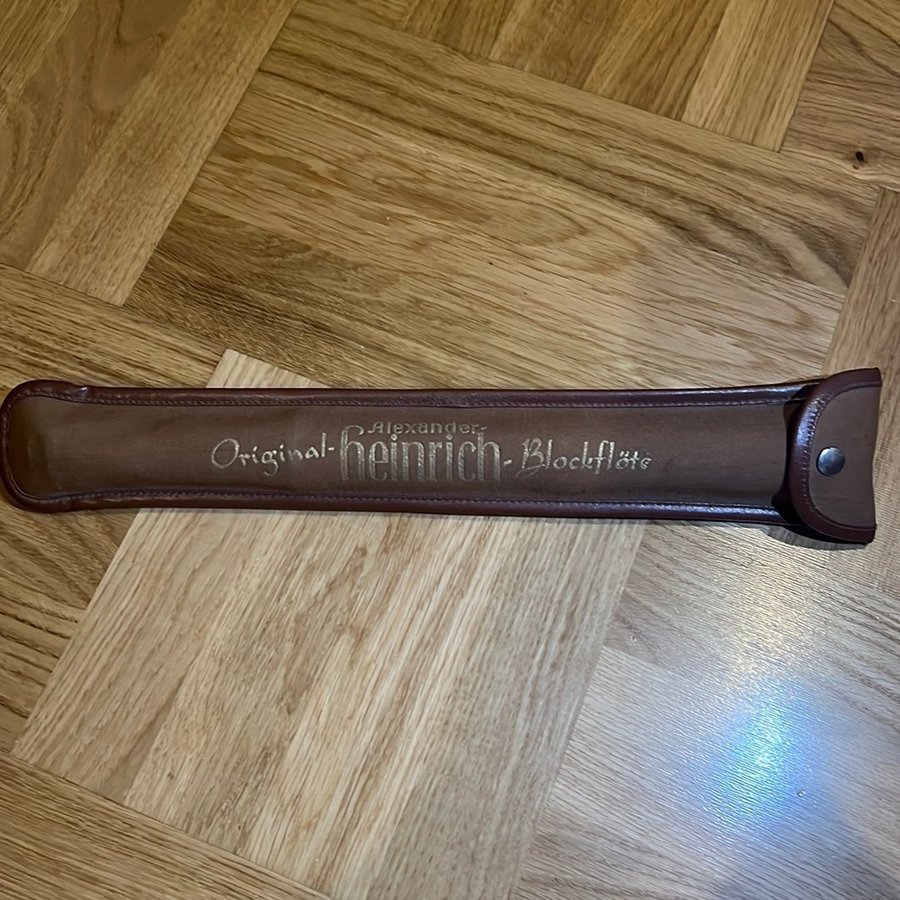 Alexander-
Original- heinrich - Blockflöte